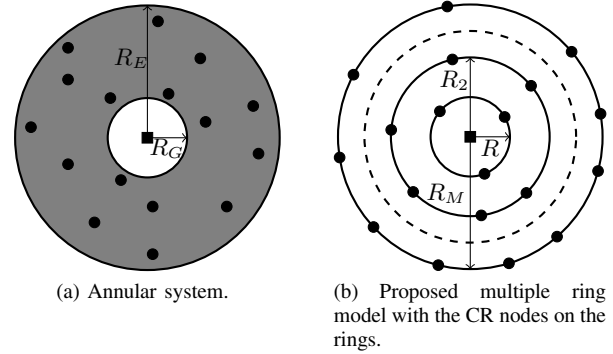 R_E
R_G
R_2
R
R_M
(a) Annular system.
(b) Proposed multiple ring
model with the CR nodes on the
rings.